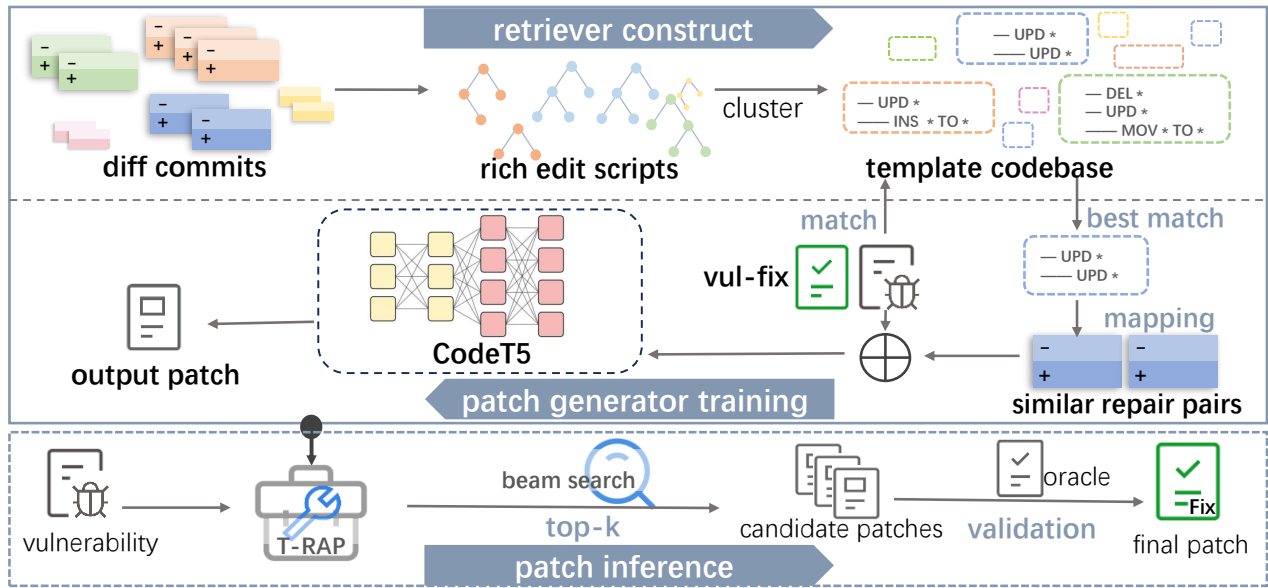 retriever construct
-
+
-
+
-
+
-
+
-
+
-
+
-
+
diff commits
rich edit scripts
cluster
— UPD *
—— UPD *
— UPD *
—— INS * TO *
— DEL *
— UPD *
—— MOV * TO *
template codebase
match
best match
vul-fix
— UPD *
—— UPD *
mapping
-
+
-
+
similar repair pairs
CodeT5
output patch
patch generator training
vulnerability
T-RAP
beam search
top-k
candidate patches
oracle
validation
Fix
final patch
patch inference